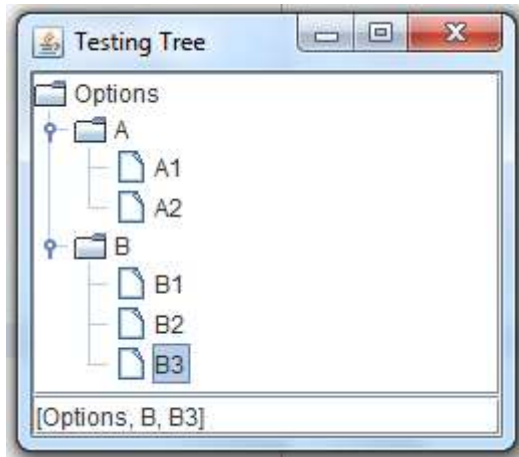 Testing Tree
Options
A
A1
A2
B
B1
B2
B3
[Options, B, B3]